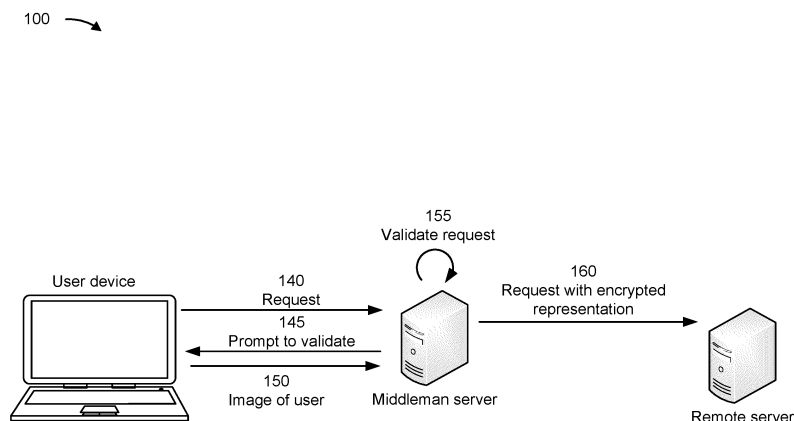 100
155
Validate request
User device
140
Request
160
Request with encrypted
representation
145
Prompt to validate
150
Image of user
Middleman server
Remote server